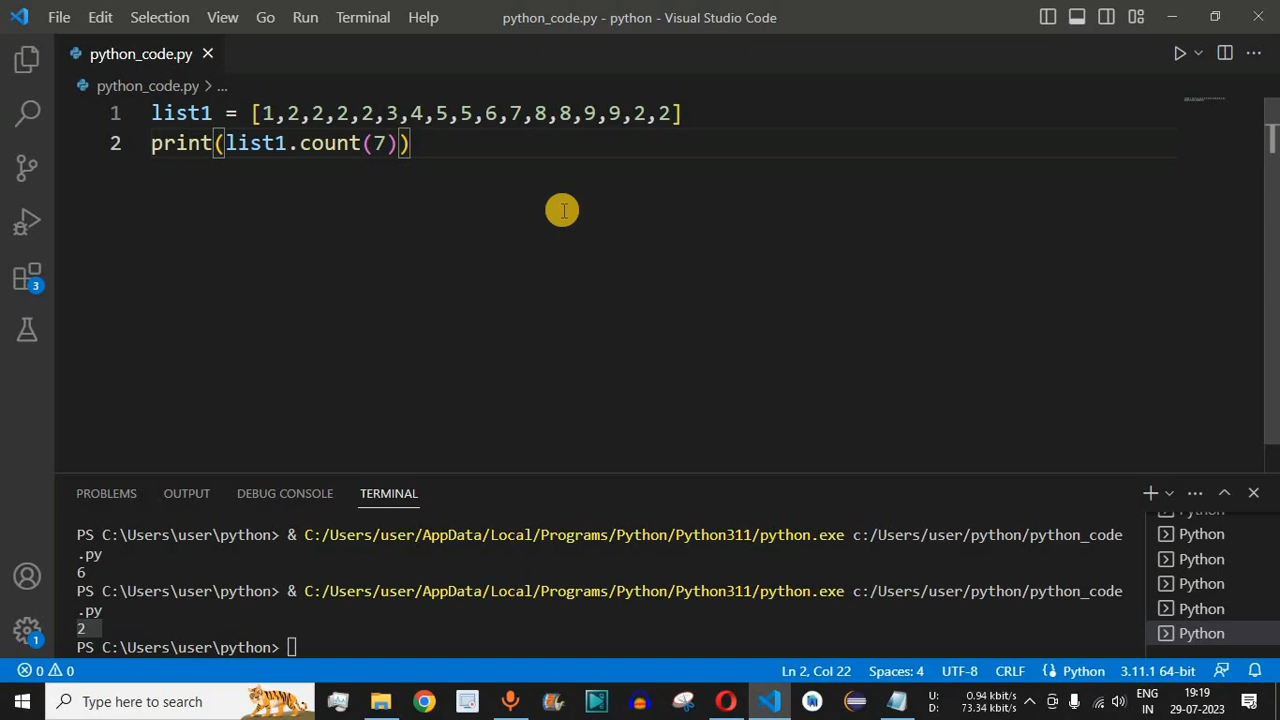 File Edit Selection View Go Run Terminal Help python_code.py - python - Visual Studio Code
python_code.py
python_code.py > ...
1 list1 = [1,2,2,2,2,3,4,5,5,6,7,8,8,9,9,2,2]
2 print(list1.count(7))
PROBLEMS OUTPUT DEBUG CONSOLE TERMINAL
PS C:\Users\user\python> & C:/Users/user/AppData/Local/Programs/Python/Python311/python.exe c:/Users/user/python/python_code
.py
6
PS C:\Users\user\python> & C:/Users/user/AppData/Local/Programs/Python/Python311/python.exe c:/Users/user/python/python_code
.py
2
PS C:\Users\user\python>
Python
Python
Python
Python
Python
Python
3
1
0 0 Ln 2, Col 22 Spaces: 4 UTF-8 CRLF Python 3.11.1 64-bit
Type here to search
U: 0.94 kbit/s
D: 73.34 kbit/s
ENG
IN
19:19
29-07-2023